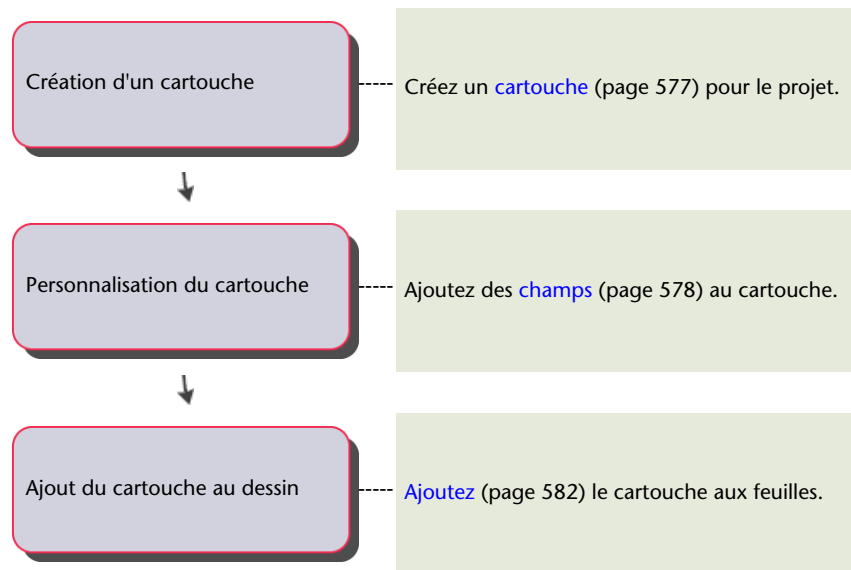 Création d'un cartouche
Créez un cartouche (page 577) pour le projet.
Personnalisation du cartouche
Ajoutez des champs (page 578) au cartouche.
Ajout du cartouche au dessin
Ajoutez (page 582) le cartouche aux feuilles.